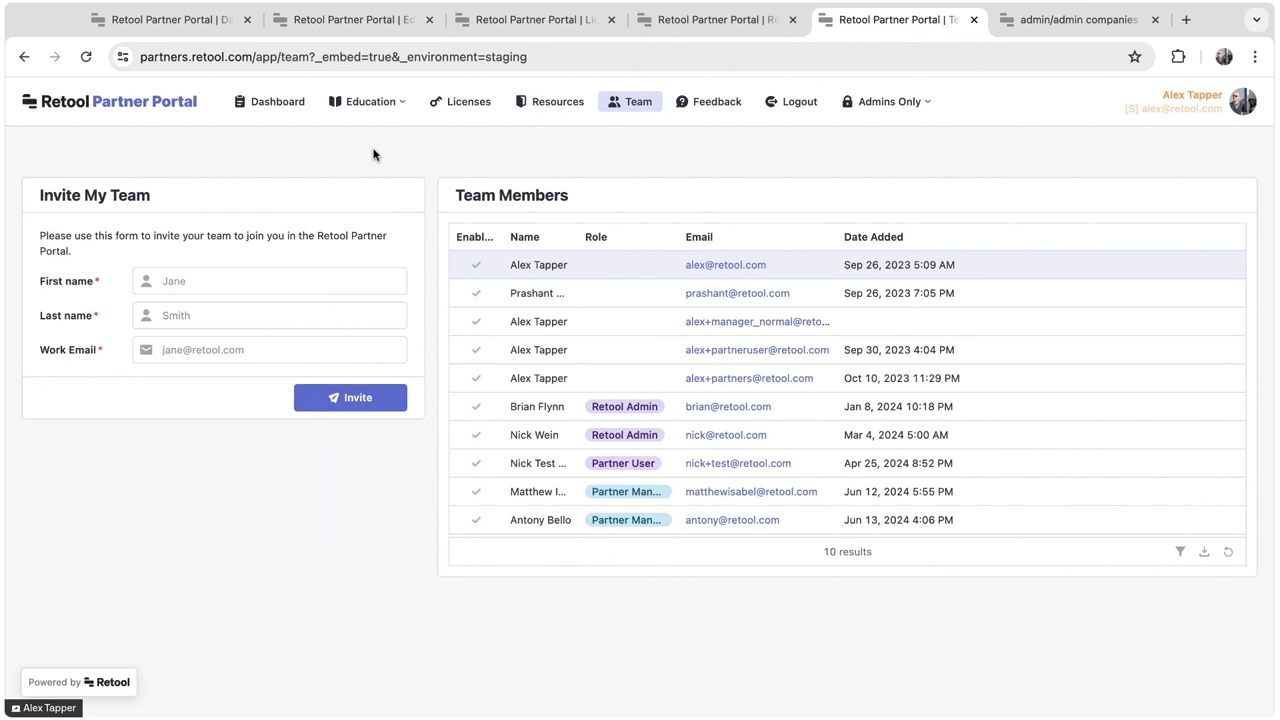 Retool Partner Portal | Da
Retool Partner Portal | Ed
Retool Partner Portal | Lic
Retool Partner Portal | Re
Retool Partner Portal | Te
admin/admin companies
partners.retool.com/app/team?_embed=true&_environment=staging
Retool Partner Portal
Dashboard
Education
Licenses
Resources
Team
Feedback
Logout
Admins Only
Alex Tapper
[S] alex@retool.com
Invite My Team
Please use this form to invite your team to join you in the Retool Partner
Portal.
First name*
Jane
Last name*
Smith
Work Email*
jane@retool.com
Invite
Team Members
Enabl... Name Role Email Date Added
Alex Tapper alex@retool.com Sep 26, 2023 5:09 AM
Prashant ... prashant@retool.com Sep 26, 2023 7:05 PM
Alex Tapper alex+manager_normal@reto...
Alex Tapper alex+partneruser@retool.com Sep 30, 2023 4:04 PM
Alex Tapper alex+partners@retool.com Oct 10, 2023 11:29 PM
Brian Flynn Retool Admin brian@retool.com Jan 8, 2024 10:18 PM
Nick Wein Retool Admin nick@retool.com Mar 4, 2024 5:00 AM
Nick Test ... Partner User nick+test@retool.com Apr 25, 2024 8:52 PM
Matthew I... Partner Man... matthewisabel@retool.com Jun 12, 2024 5:55 PM
Antony Bello Partner Man... antony@retool.com Jun 13, 2024 4:06 PM
10 results
Powered by Retool
Alex Tapper